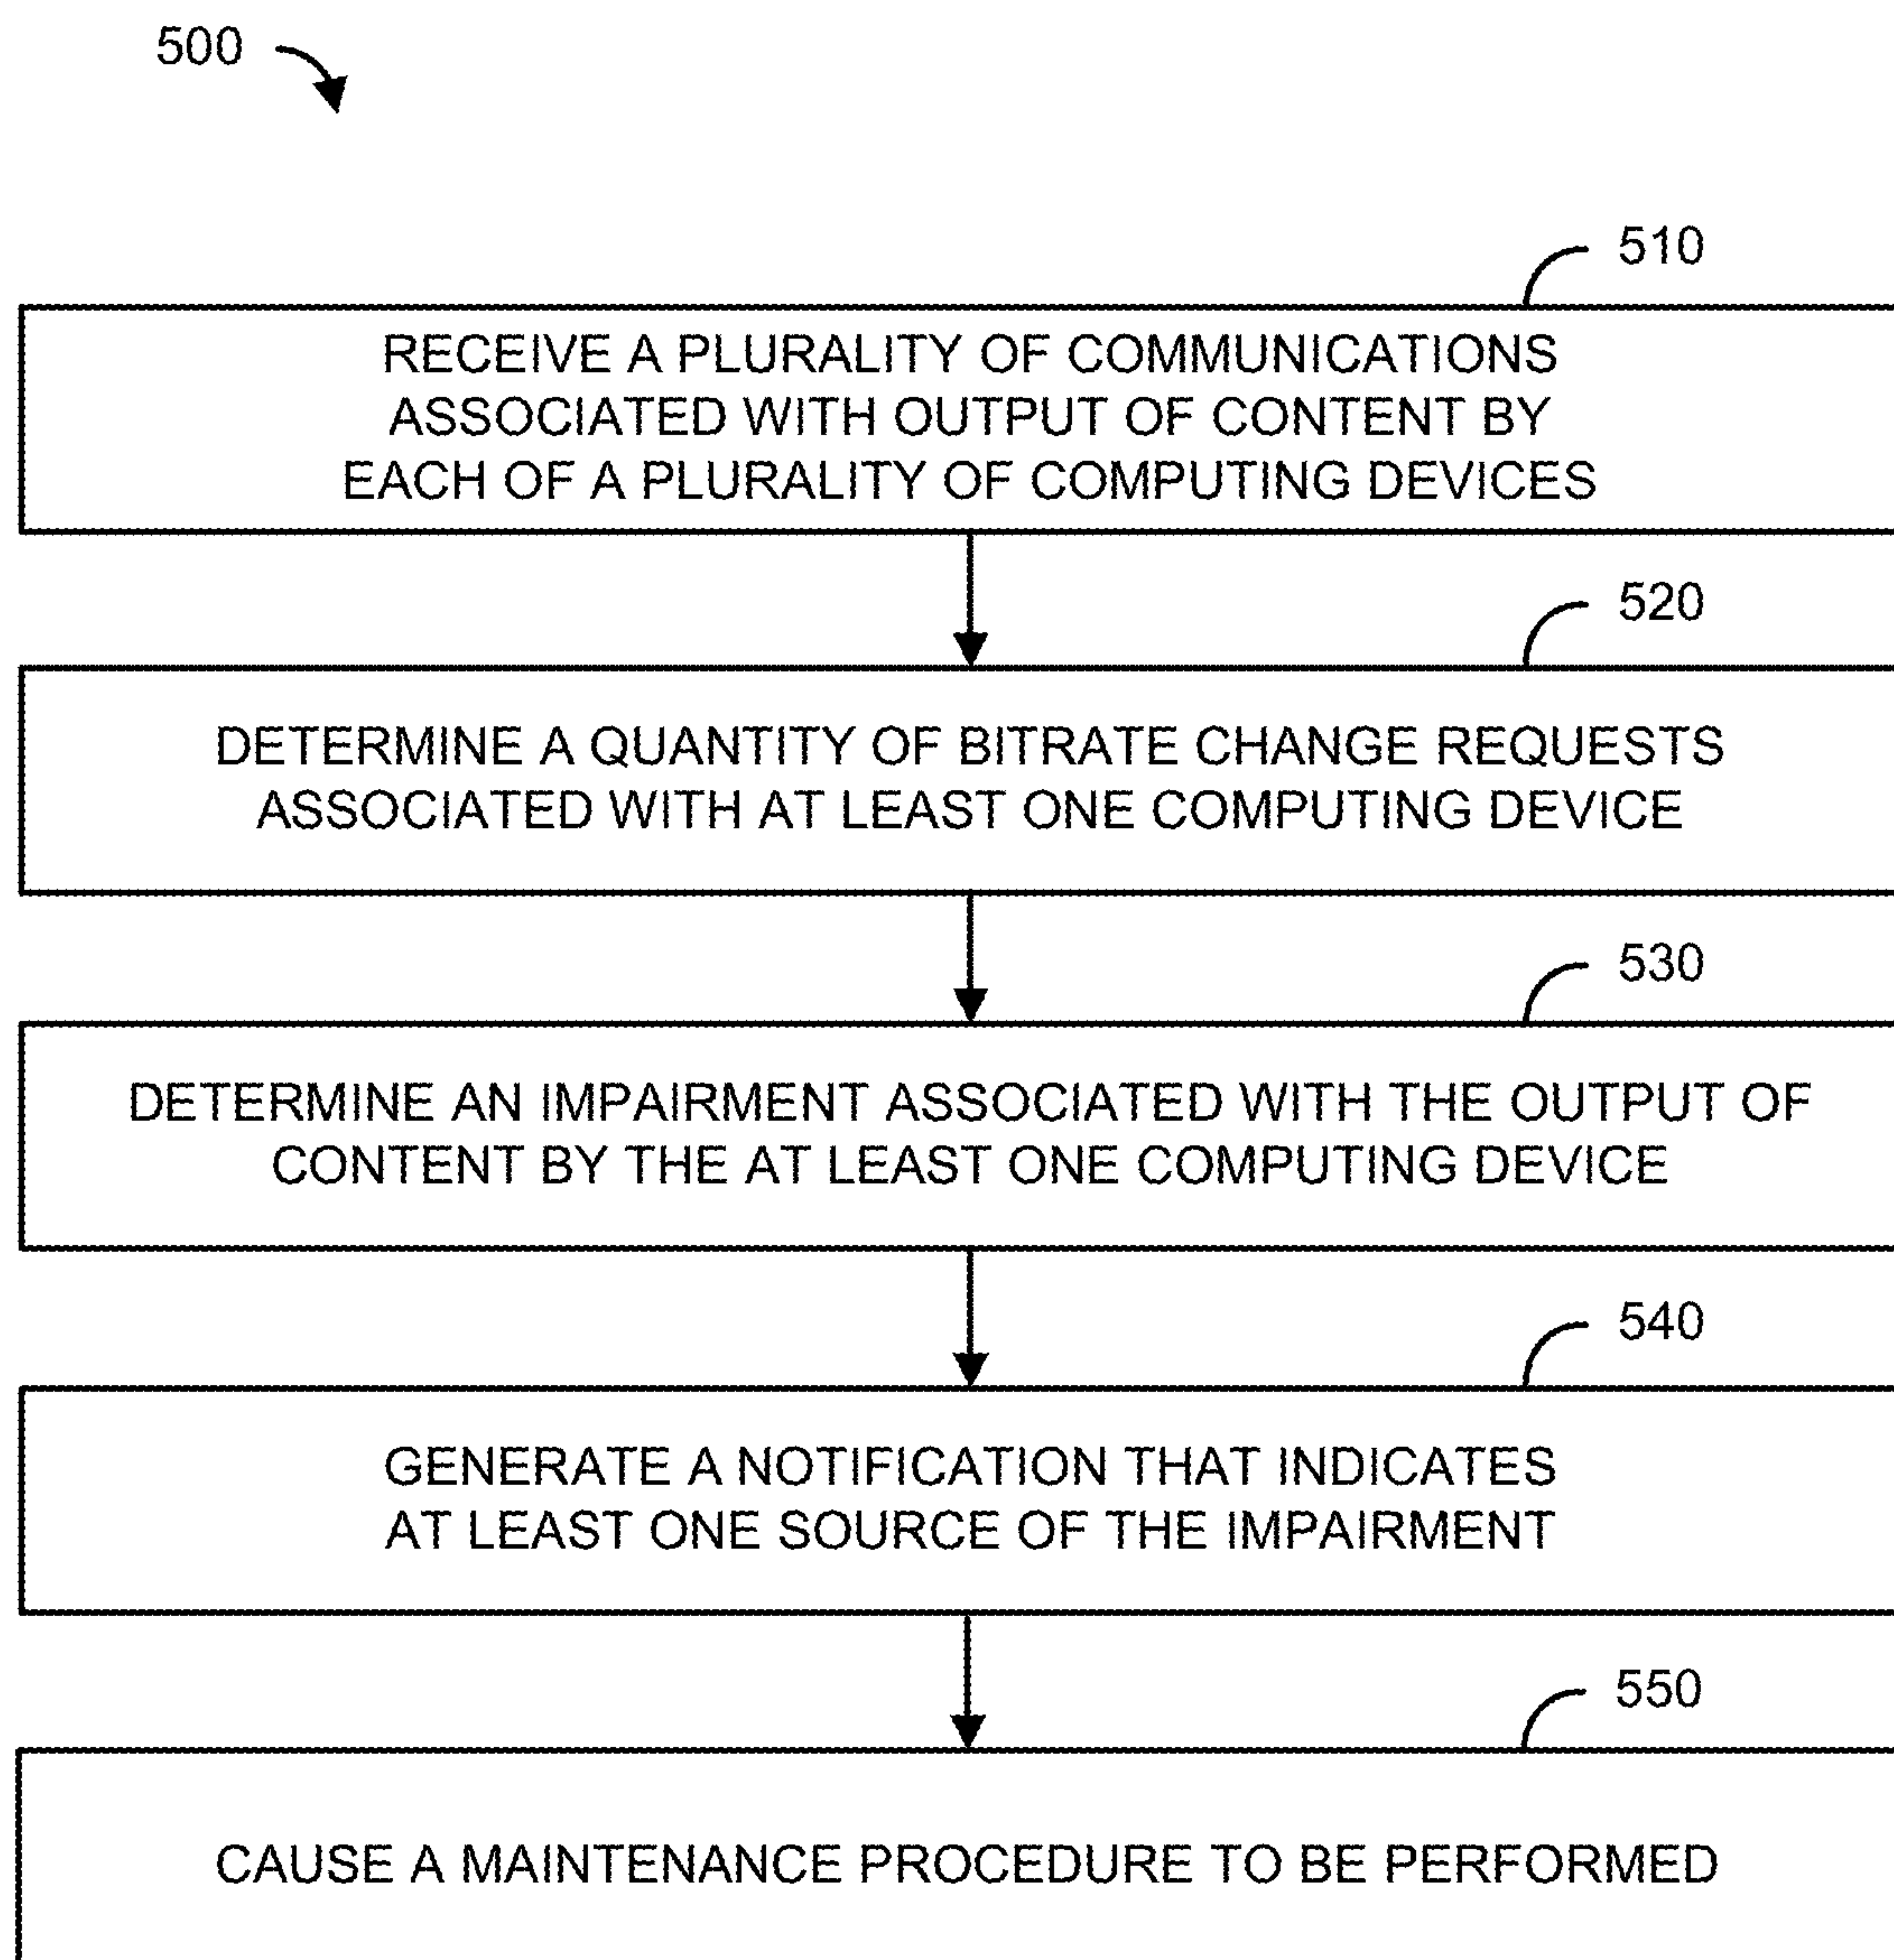 500
510
RECEIVE A PLURALITY OF COMMUNICATIONS
ASSOCIATED WITH OUTPUT OF CONTENT BY
EACH OF A PLURALITY OF COMPUTING DEVICES
520
DETERMINE A QUANTITY OF BITRATE CHANGE REQUESTS
ASSOCIATED WITH AT LEAST ONE COMPUTING DEVICE
530
DETERMINE AN IMPAIRMENT ASSOCIATED WITH THE OUTPUT OF
CONTENT BY THE AT LEAST ONE COMPUTING DEVICE
540
GENERATE A NOTIFICATION THAT INDICATES
AT LEAST ONE SOURCE OF THE IMPAIRMENT
550
CAUSE A MAINTENANCE PROCEDURE TO BE PERFORMED